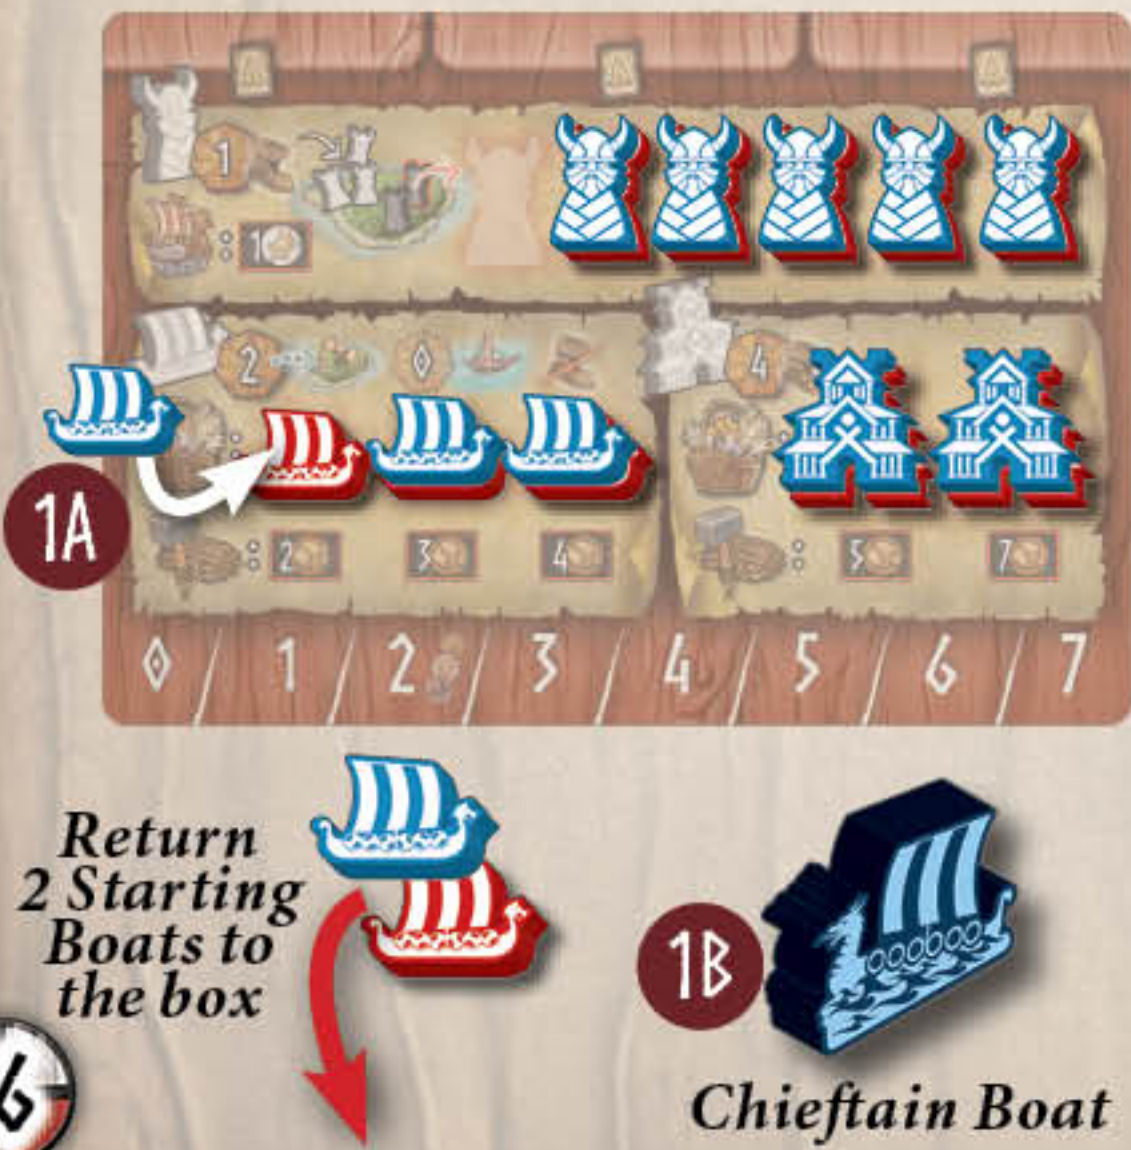 1
1
2 0 4
1A
2 3 4 5 7
0 / 1 / 2 / 3 / 4 / 5 / 6 / 7
Return
2 Starting
Boats to
the box
1B
6
Chieftain Boat